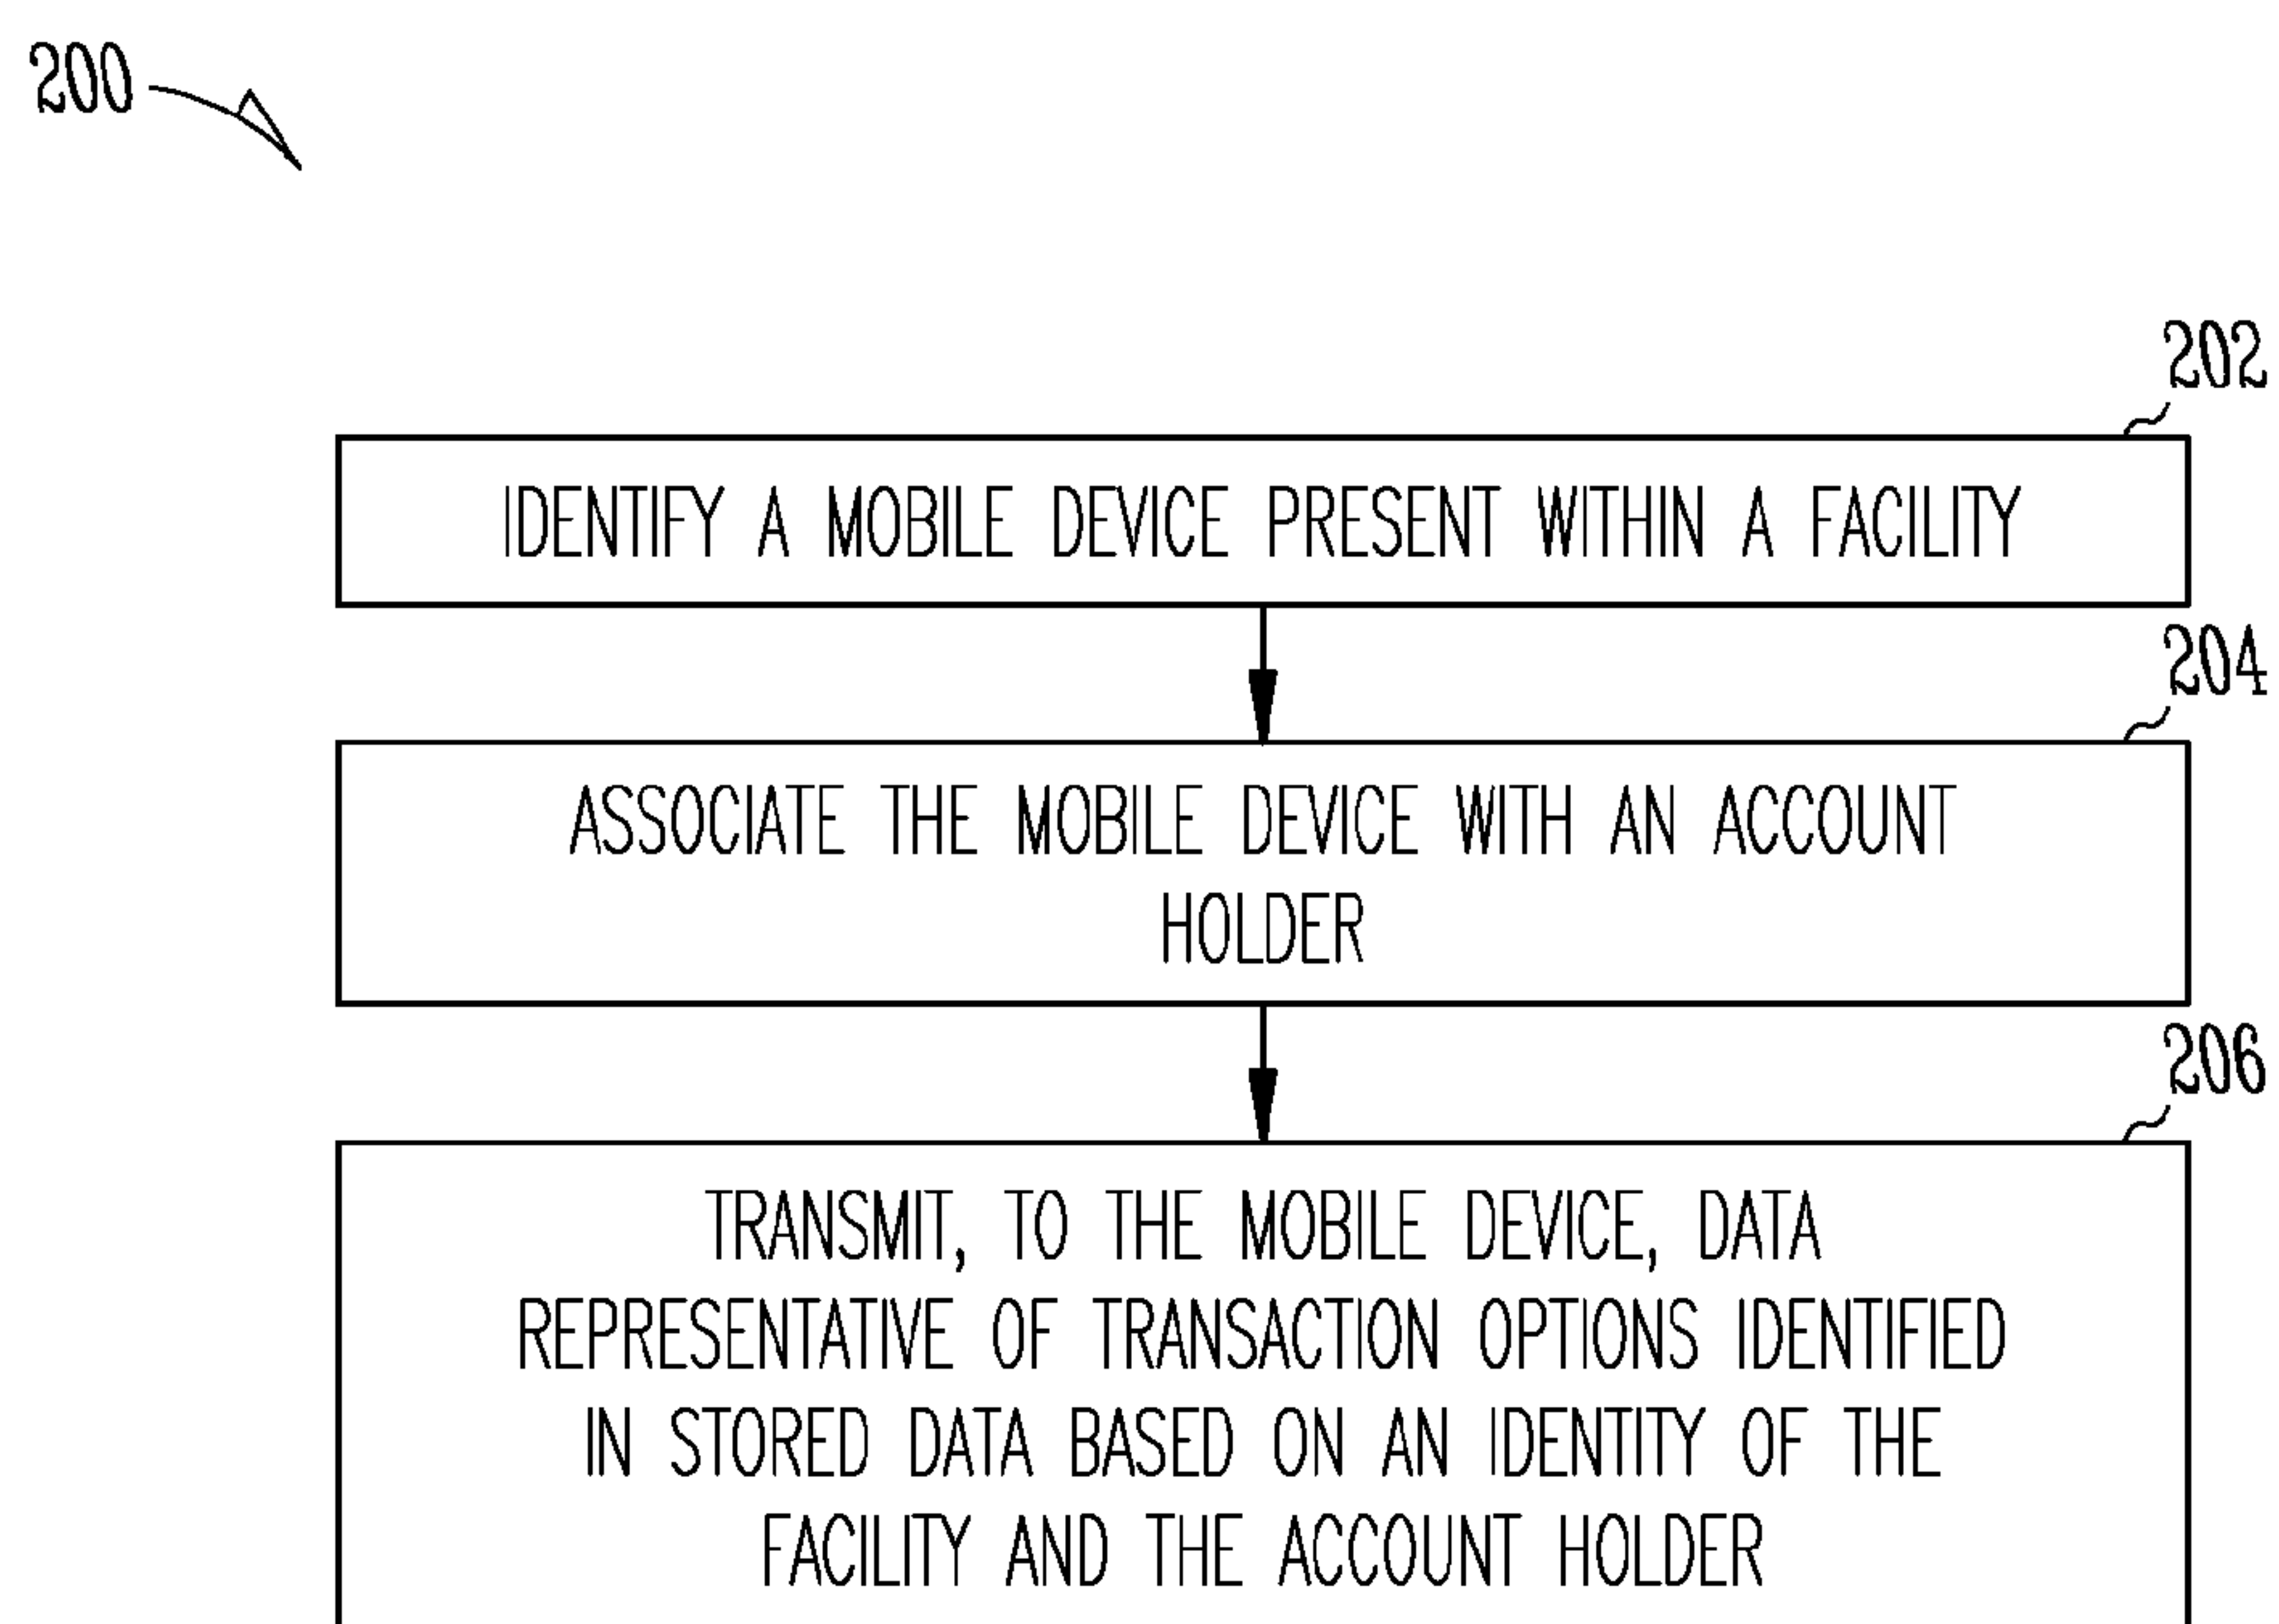 200
202
IDENTIFY A MOBILE DEVICE PRESENT WITHIN A FACILITY
204
ASSOCIATE THE MOBILE DEVICE WITH AN ACCOUNT
HOLDER
206
TRANSMIT, TO THE MOBILE DEVICE, DATA
REPRESENTATIVE OF TRANSACTION OPTIONS IDENTIFIED
IN STORED DATA BASED ON AN IDENTITY OF THE
FACILITY AND THE ACCOUNT HOLDER